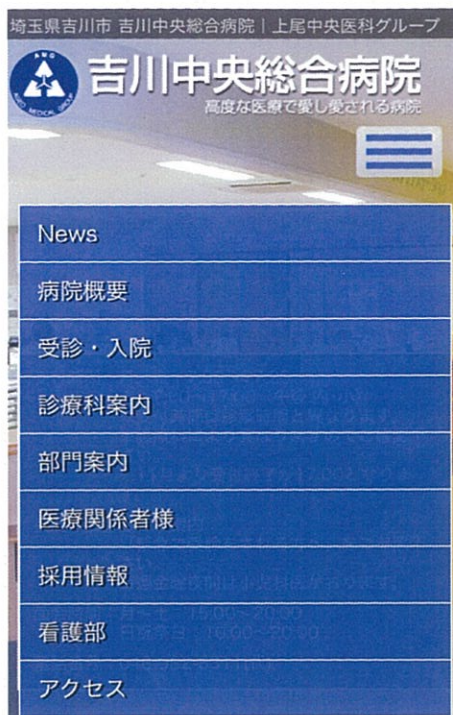 埼玉県吉川市 吉川中央総合病院｜上尾中央医科グループ
AMG
AGEO MEDICAL GROUP
吉川中央総合病院
高度な医療で愛し愛される病院
News
病院概要
受診・入院
診療科案内
部門案内
医療関係者様
採用情報
看護部
アクセス